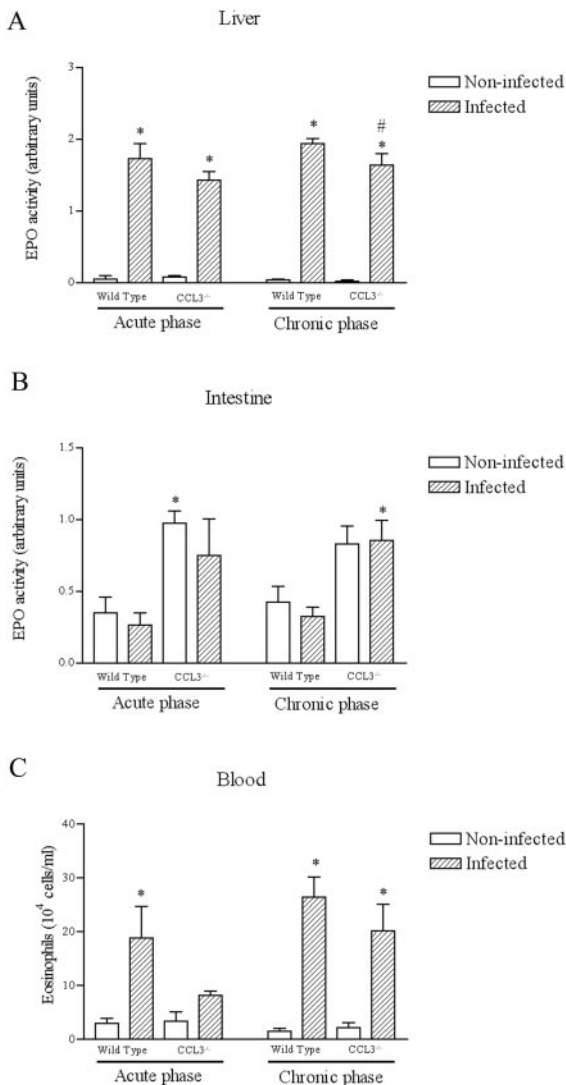 A
Liver
EPO activity (arbitrary units)
3
2
1
0
* * * # *
Non-infected
Infected
Wild Type CCL3-/- Wild Type CCL3-/-
Acute phase Chronic phase
B
Intestine
EPO activity (arbitrary units)
1.5
1.0
0.5
0.0
* *
Non-infected
Infected
Wild Type CCL3-/- Wild Type CCL3-/-
Acute phase Chronic phase
C
Blood
Eosinophils (10⁴ cells/ml)
40
30
20
10
0
* * *
Non-infected
Infected
Wild Type CCL3-/- Wild Type CCL3-/-
Acute phase Chronic phase